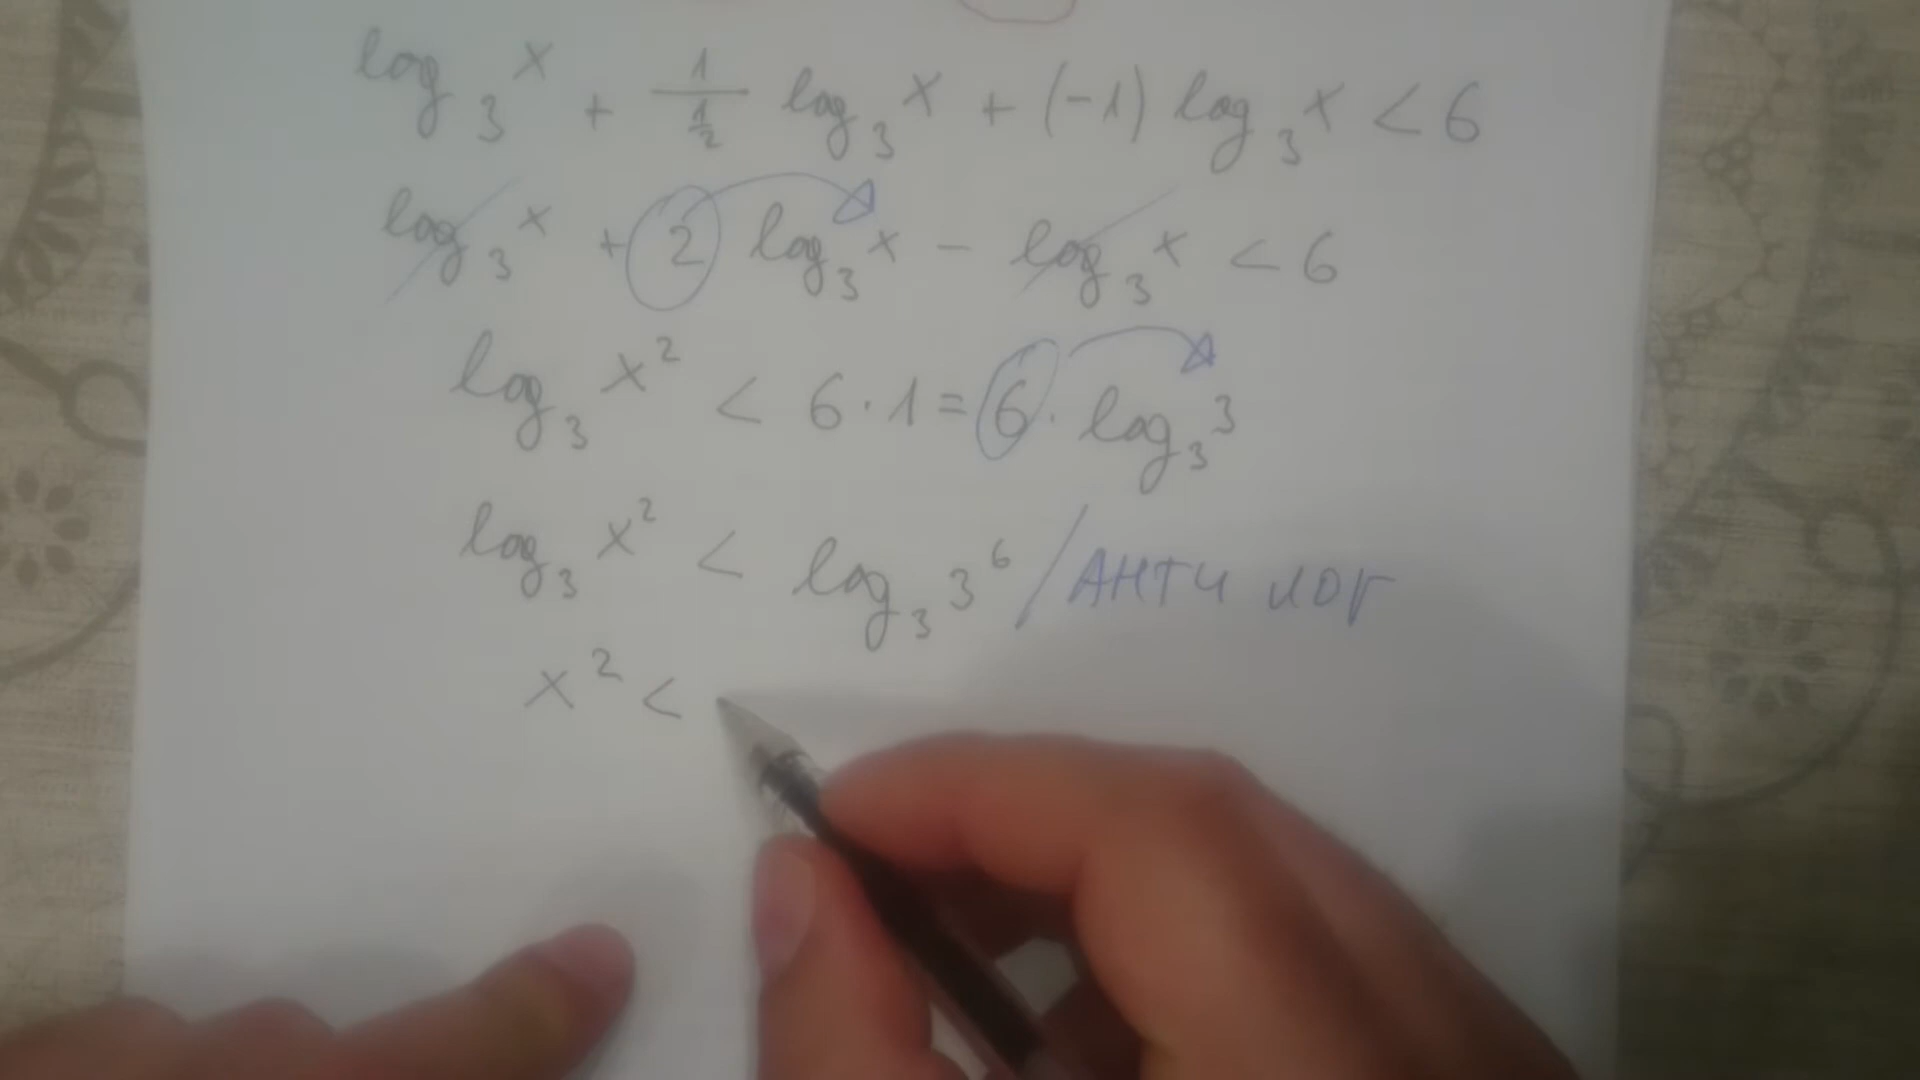 log₃ x + 1/(1/2) log₃ x + (-1) log₃ x < 6
log₃ x + 2 log₃ x - log₃ x < 6
log₃ x² < 6 · 1 = 6 · log₃ 3
log₃ x² < log₃ 3⁶ / АНТИ ЛОГ
x² <